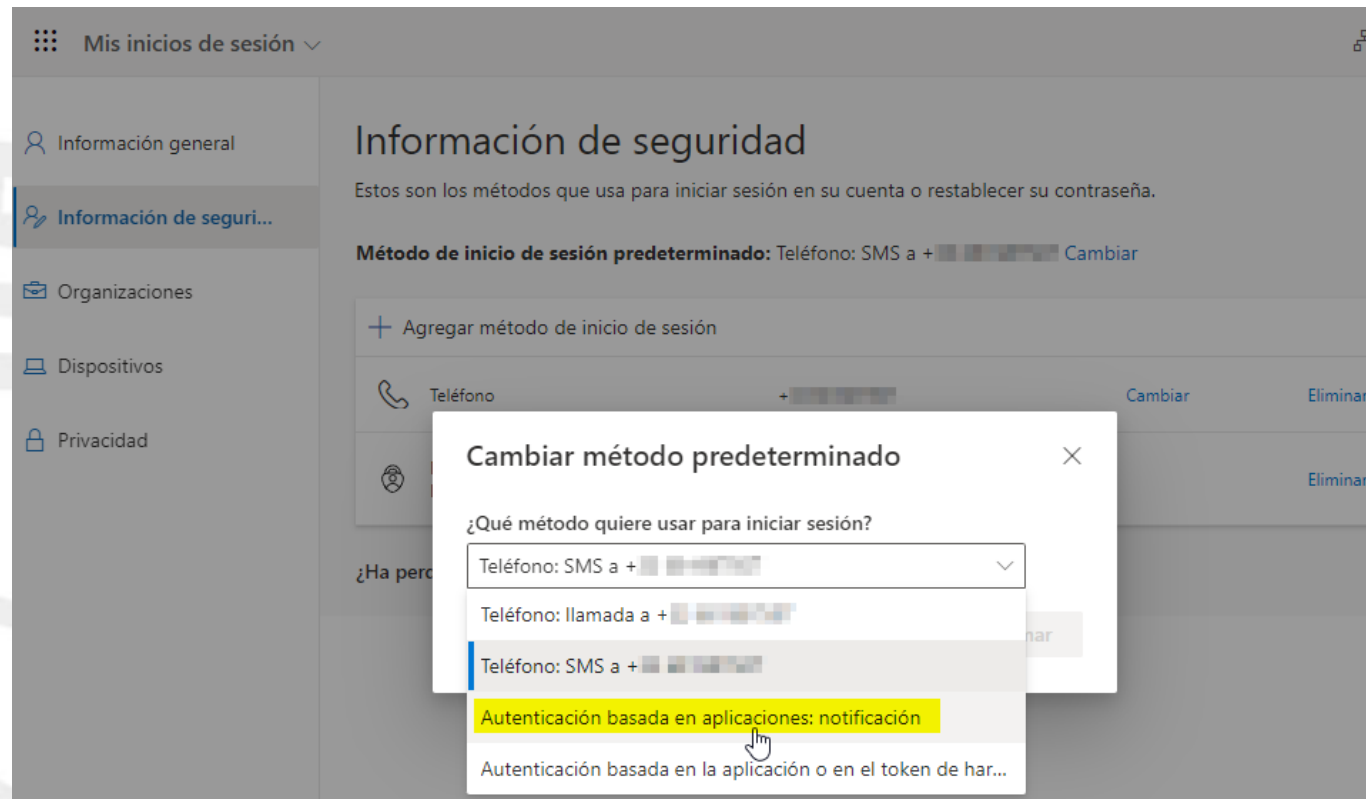 Mis inicios de sesión
Información general
Información de seguri...
Organizaciones
Dispositivos
Privacidad
Información de seguridad
Estos son los métodos que usa para iniciar sesión en su cuenta o restablecer su contraseña.
Método de inicio de sesión predeterminado: Teléfono: SMS a + Cambiar
+ Agregar método de inicio de sesión
Teléfono + Cambiar Eliminar
Eliminar
¿Ha perd
Cambiar método predeterminado
¿Qué método quiere usar para iniciar sesión?
Teléfono: SMS a +
Teléfono: llamada a +
Teléfono: SMS a +
Autenticación basada en aplicaciones: notificación
Autenticación basada en la aplicación o en el token de har...